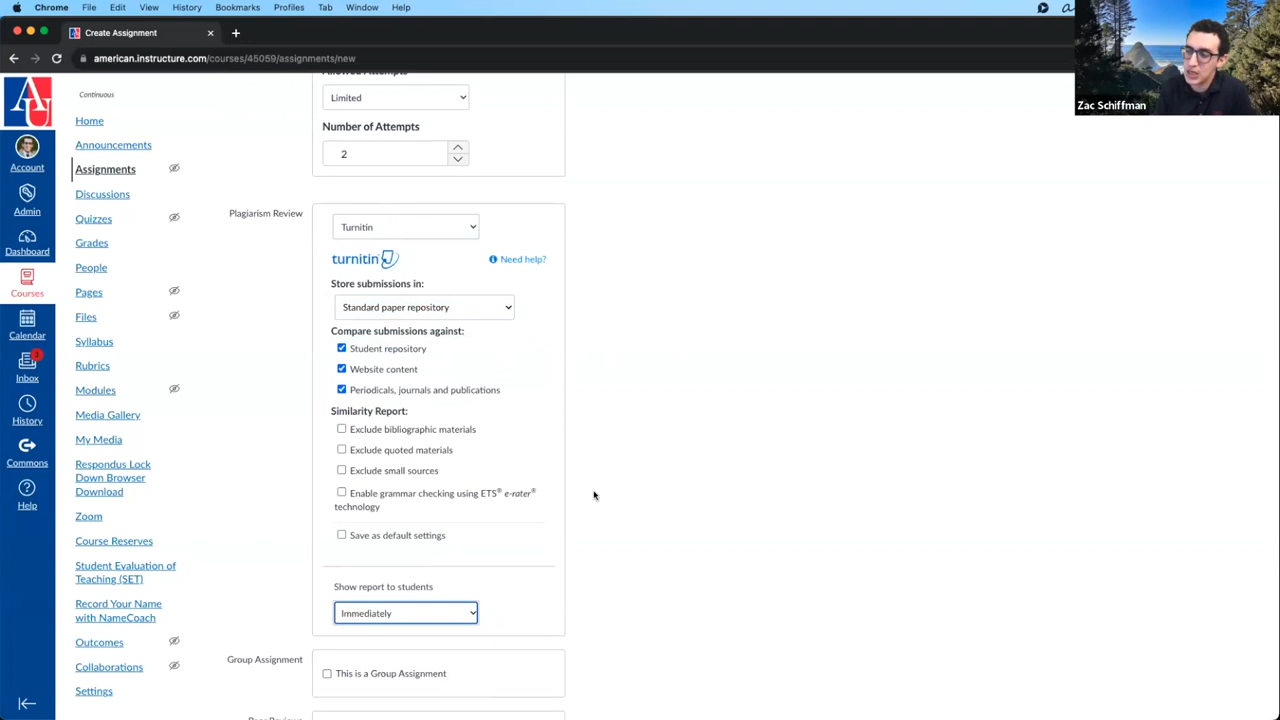 Chrome File Edit View History Bookmarks Profiles Tab Window Help
Create Assignment
american.instructure.com/courses/45059/assignments/new
Zac Schiffman
AU
Account
Admin
Dashboard
Courses
Calendar
3
Inbox
History
Commons
Help
Continuous
Home
Announcements
Assignments
Discussions
Quizzes
Grades
People
Pages
Files
Syllabus
Rubrics
Modules
Media Gallery
My Media
Respondus Lock
Down Browser
Download
Zoom
Course Reserves
Student Evaluation of
Teaching (SET)
Record Your Name
with NameCoach
Outcomes
Collaborations
Settings
Allowed Attempts
Limited
Number of Attempts
2
Plagiarism Review
Turnitin
turnitin
Need help?
Store submissions in:
Standard paper repository
Compare submissions against:
Student repository
Website content
Periodicals, journals and publications
Similarity Report:
Exclude bibliographic materials
Exclude quoted materials
Exclude small sources
Enable grammar checking using ETS® e-rater®
technology
Save as default settings
Show report to students
Immediately
Group Assignment
This is a Group Assignment
Peer Reviews